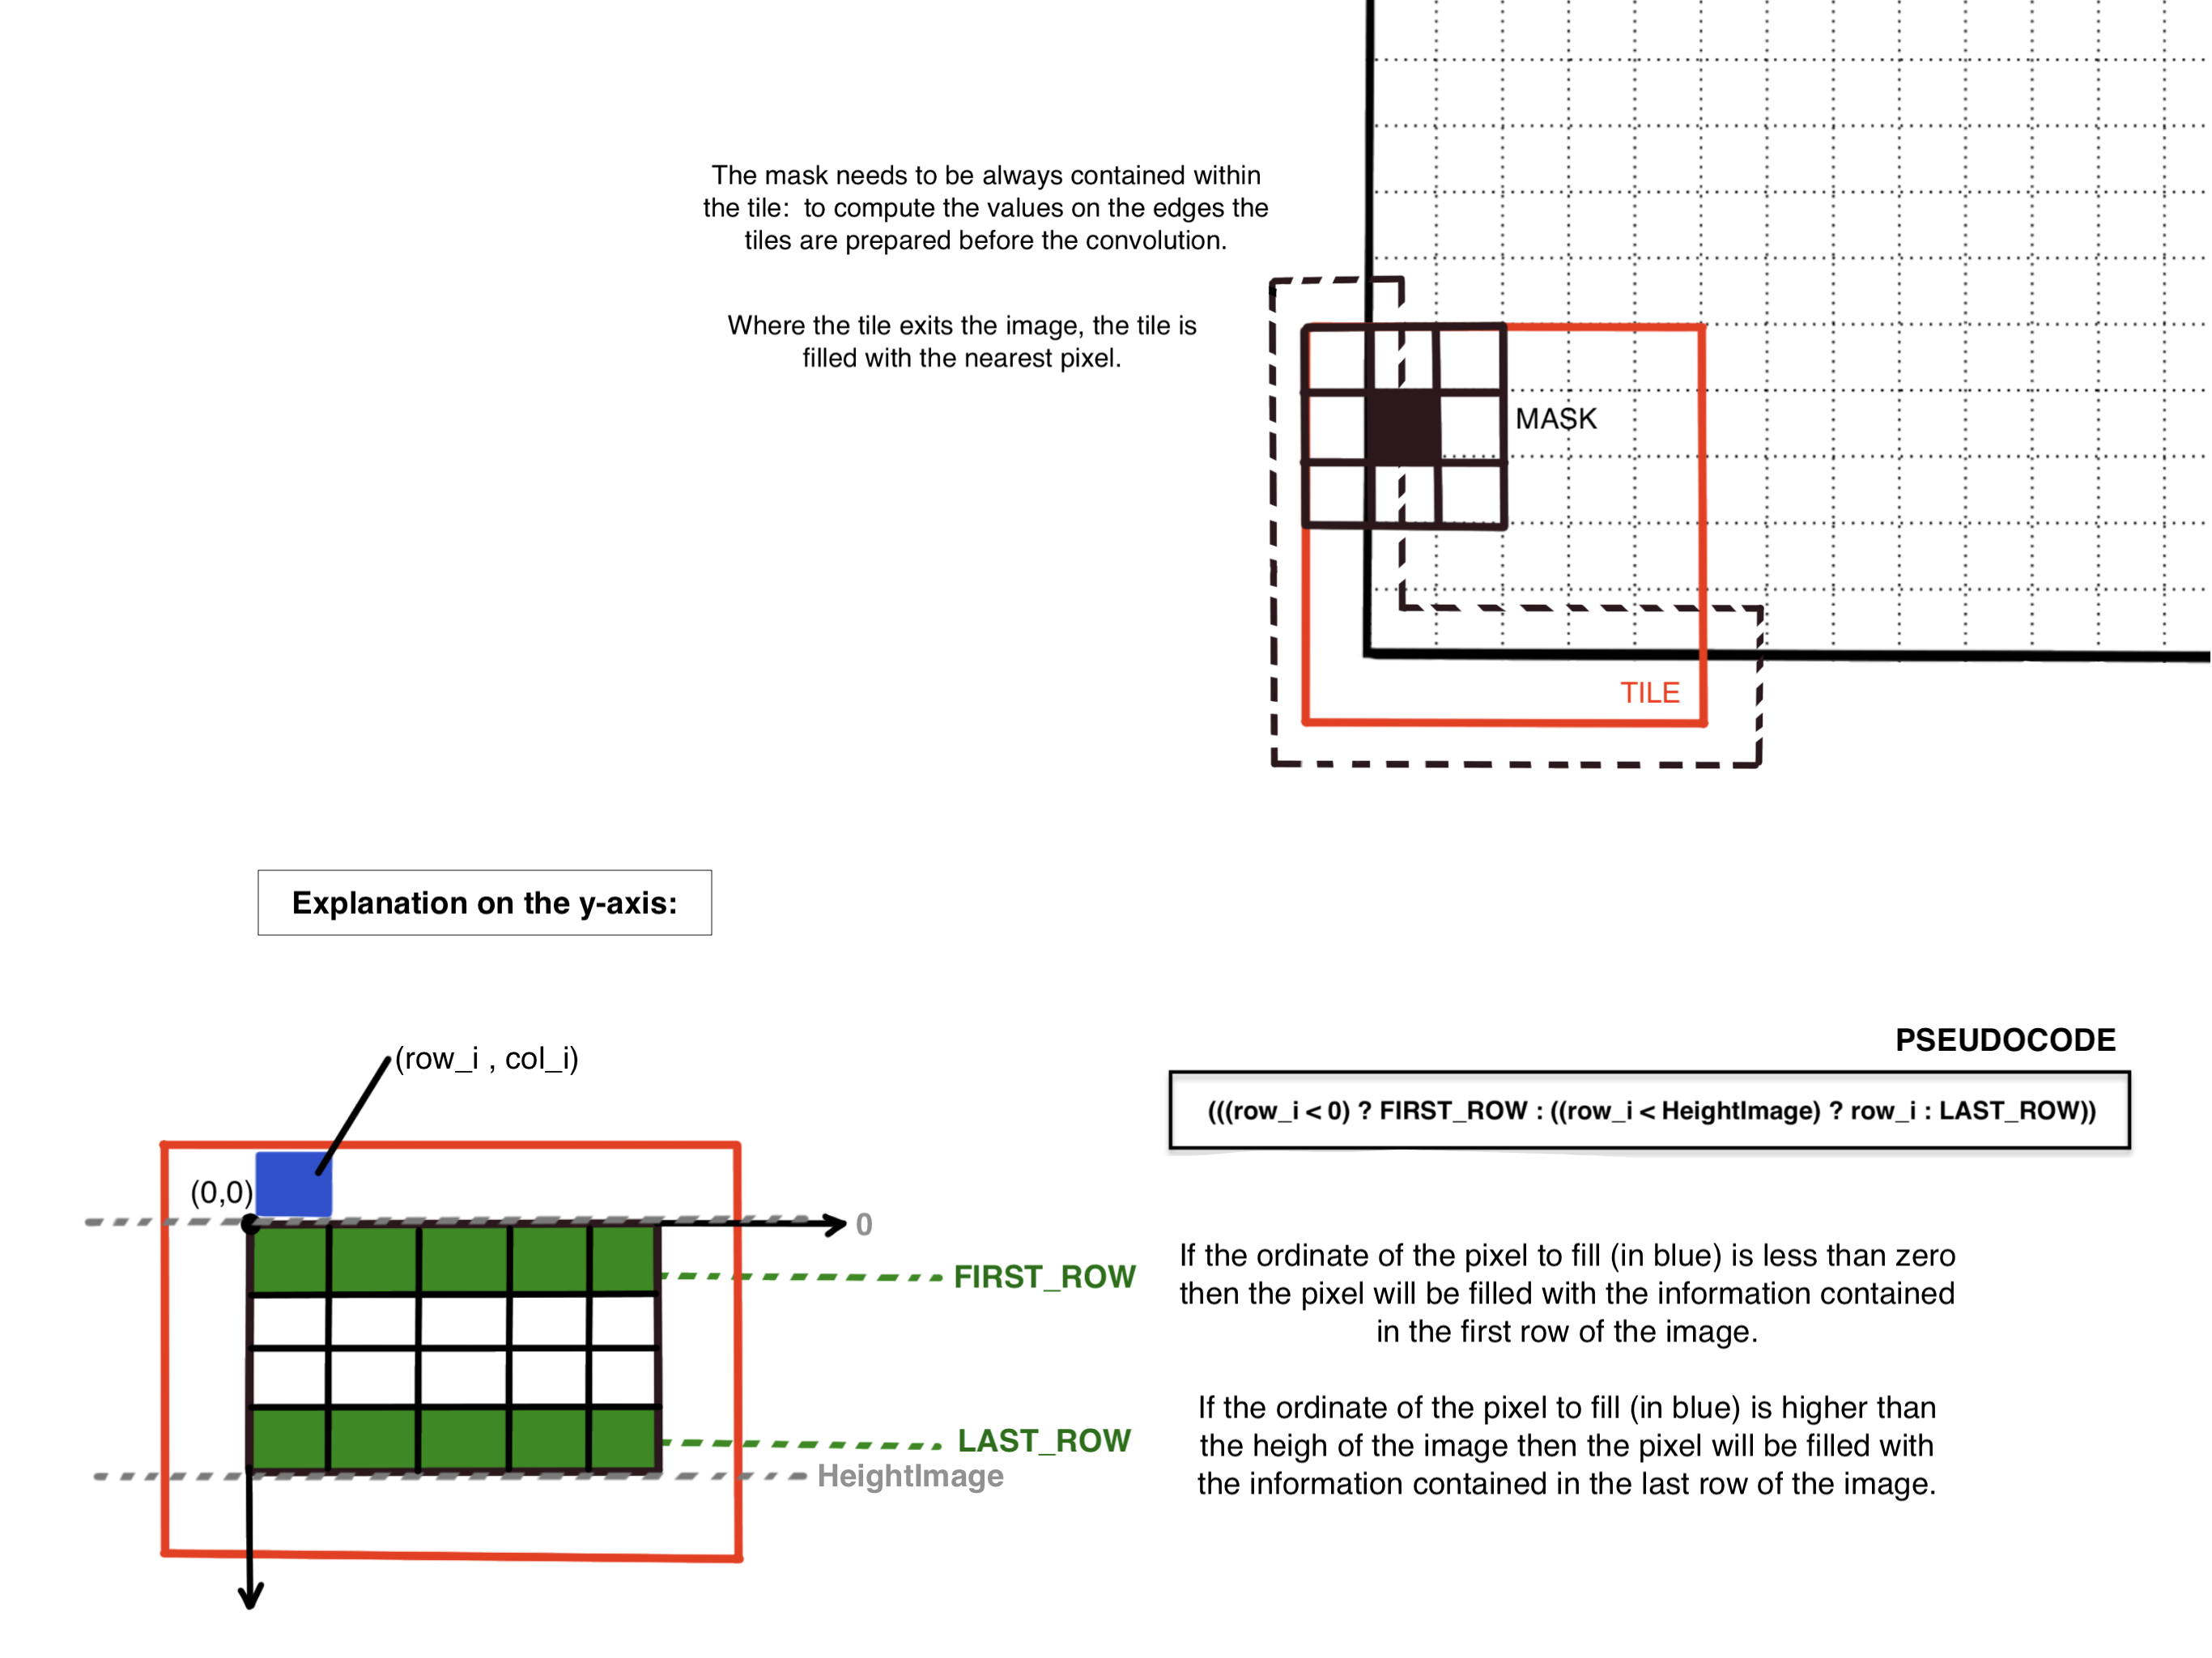 The mask needs to be always contained within
the tile:  to compute the values on the edges the
tiles are prepared before the convolution.
Where the tile exits the image, the tile is
filled with the nearest pixel.
MASK
TILE
Explanation on the y-axis:
(row_i , col_i)
(0,0)
0
FIRST_ROW
LAST_ROW
HeightImage
PSEUDOCODE
(((row_i < 0) ? FIRST_ROW : ((row_i < HeightImage) ? row_i : LAST_ROW))
If the ordinate of the pixel to fill (in blue) is less than zero
then the pixel will be filled with the information contained
in the first row of the image.
If the ordinate of the pixel to fill (in blue) is higher than
the heigh of the image then the pixel will be filled with
the information contained in the last row of the image.